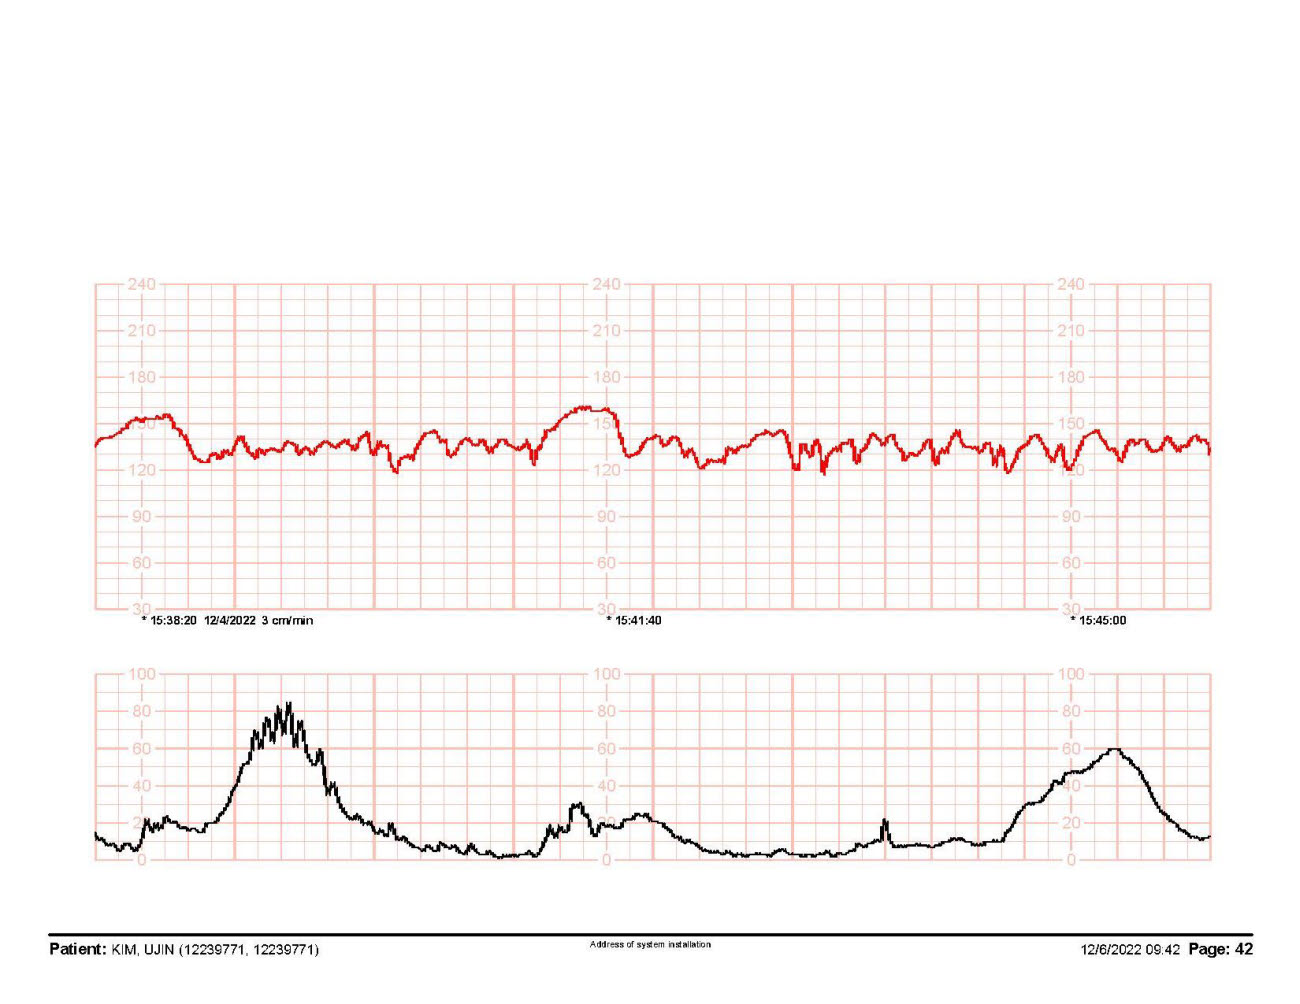 240 240 240
210 210 210
180 180 180
150 150 150
120 120 120
90 90 90
60 60 60
30 30 30
* 15:38:20 12/4/2022 3 cm/min * 15:41:40 * 15:45:00
100 100 100
80 80 80
60 60 60
40 40 40
20 20 20
0 0 0
Patient: KIM, UJIN (12239771, 12239771) Address of system installation 12/6/2022 09:42 Page: 42